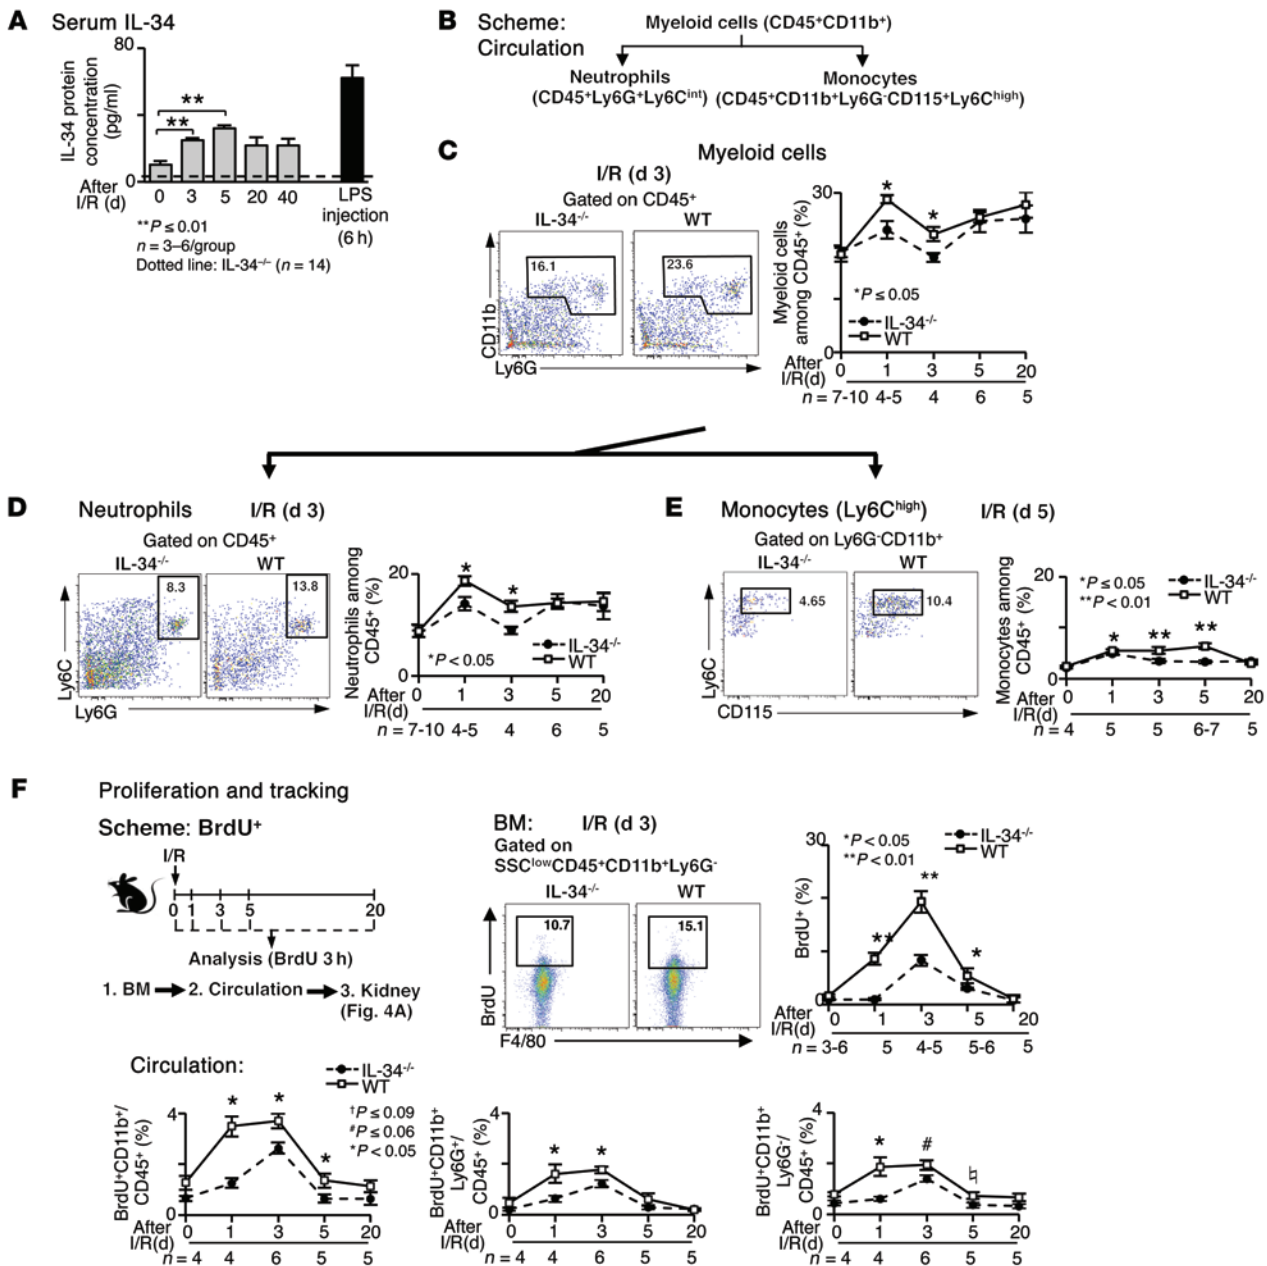 A Serum IL-34
80
0
IL-34 protein
concentration
(pg/ml)
**
**
After
I/R (d)
0 3 5 20 40
LPS
injection
(6 h)
**P ≤ 0.01
n = 3–6/group
Dotted line: IL-34⁻/⁻ (n = 14)
B Scheme:
Circulation
Myeloid cells (CD45⁺CD11b⁺)
Neutrophils
(CD45⁺Ly6G⁺Ly6Cⁱⁿᵗ)
Monocytes
(CD45⁺CD11b⁺Ly6G⁻CD115⁺Ly6Cʰⁱᵍʰ)
C Myeloid cells
I/R (d 3)
Gated on CD45⁺
IL-34⁻/⁻ WT
16.1 23.6
CD11b
Ly6G
30
0
Myeloid cells
among CD45⁺ (%)
* *
*P ≤ 0.05
IL-34⁻/⁻
WT
After
I/R(d)
0 1 3 5 20
n = 7-10 4-5 4 6 5
D Neutrophils I/R (d 3)
Gated on CD45⁺
IL-34⁻/⁻ WT
8.3 13.8
Ly6C
Ly6G
20
0
Neutrophils among
CD45⁺ (%)
* *
IL-34⁻/⁻
WT
*P < 0.05
After
I/R(d)
0 1 3 5 20
n = 7-10 4-5 4 6 5
E Monocytes (Ly6Cʰⁱᵍʰ) I/R (d 5)
Gated on Ly6G⁻CD11b⁺
IL-34⁻/⁻ WT
4.65 10.4
Ly6C
CD115
20
0
Monocytes among
CD45⁺ (%)
*P ≤ 0.05
**P < 0.01
IL-34⁻/⁻
WT
* ** **
After
I/R(d)
0 1 3 5 20
n = 4 5 5 6-7 5
F Proliferation and tracking
Scheme: BrdU⁺
I/R
0 1 3 5 20
Analysis (BrdU 3 h)
1. BM 2. Circulation 3. Kidney
(Fig. 4A)
BM: I/R (d 3)
Gated on
SSCˡᵒʷCD45⁺CD11b⁺Ly6G⁻
IL-34⁻/⁻ WT
10.7 15.1
BrdU
F4/80
30
0
BrdU⁺ (%)
*P < 0.05
**P < 0.01
IL-34⁻/⁻
WT
** ** *
After
I/R(d)
0 1 3 5 20
n = 3-6 5 4-5 5-6 5
Circulation:
IL-34⁻/⁻
WT
†P ≤ 0.09
#P ≤ 0.06
*P < 0.05
4
0
BrdU⁺CD11b⁺/
CD45⁺ (%)
* * *
After
I/R(d)
0 1 3 5 20
n = 4 4 6 5 5
4
0
BrdU⁺CD11b⁺
Ly6G⁺/
CD45⁺ (%)
* *
After
I/R(d)
0 1 3 5 20
n = 4 4 6 5 5
4
0
BrdU⁺CD11b⁺
Ly6G⁻/
CD45⁺ (%)
* # ♮
After
I/R(d)
0 1 3 5 20
n = 4 4 6 5 5